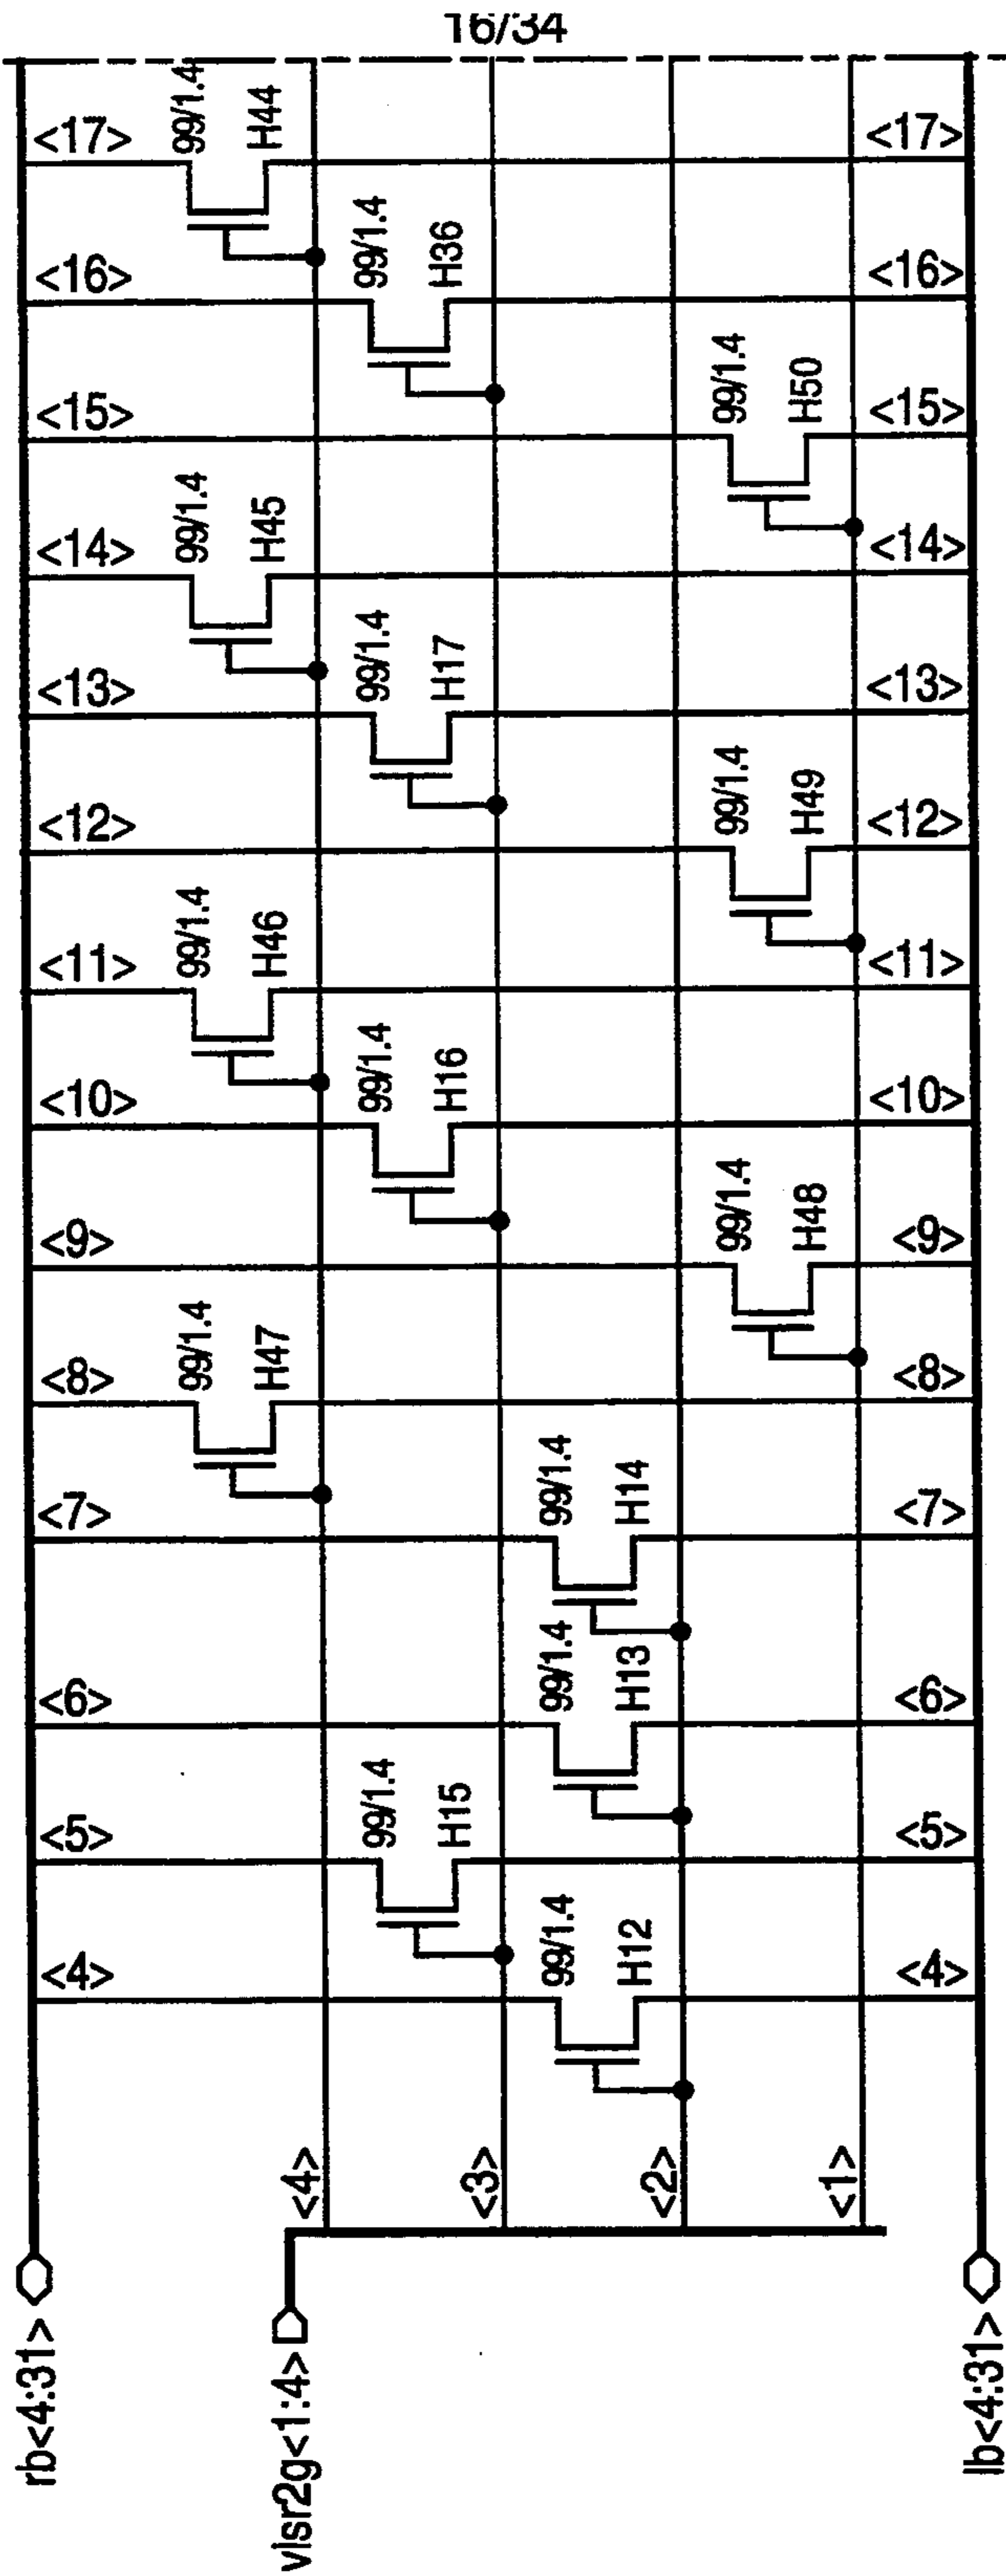 16/34
rb<4:31>
<4> <5> <6> <7> <8> <9> <10> <11> <12> <13> <14> <15> <16> <17>
99/1.4 99/1.4 99/1.4 99/1.4
H47 H46 H45 H44
vlsr2g<1:4> <4>
99/1.4 99/1.4 99/1.4 99/1.4
H15 H16 H17 H36
<3>
99/1.4 99/1.4 99/1.4
H12 H13 H14
<2>
99/1.4 99/1.4 99/1.4
H48 H49 H50
<1>
<4> <5> <6> <7> <8> <9> <10> <11> <12> <13> <14> <15> <16> <17>
lb<4:31>